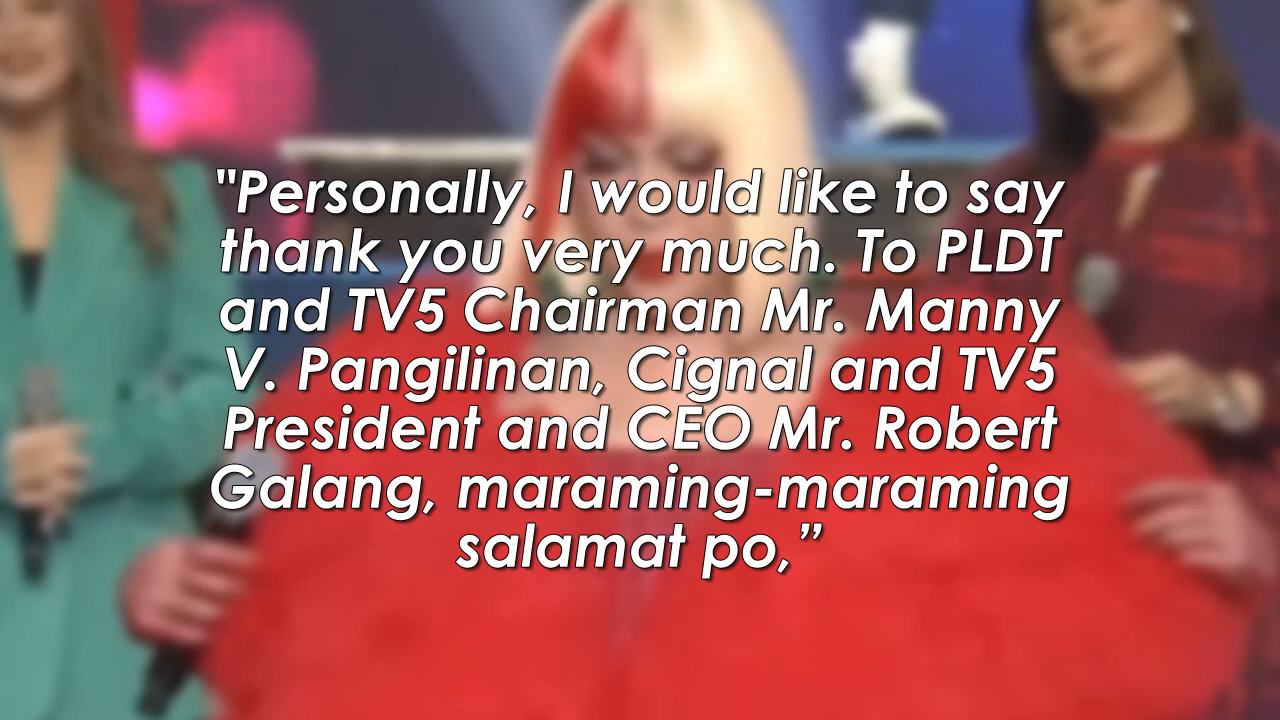 "Personally, I would like to say
thank you very much. To PLDT
and TV5 Chairman Mr. Manny
V. Pangilinan, Cignal and TV5
President and CEO Mr. Robert
Galang, maraming-maraming
salamat po,”